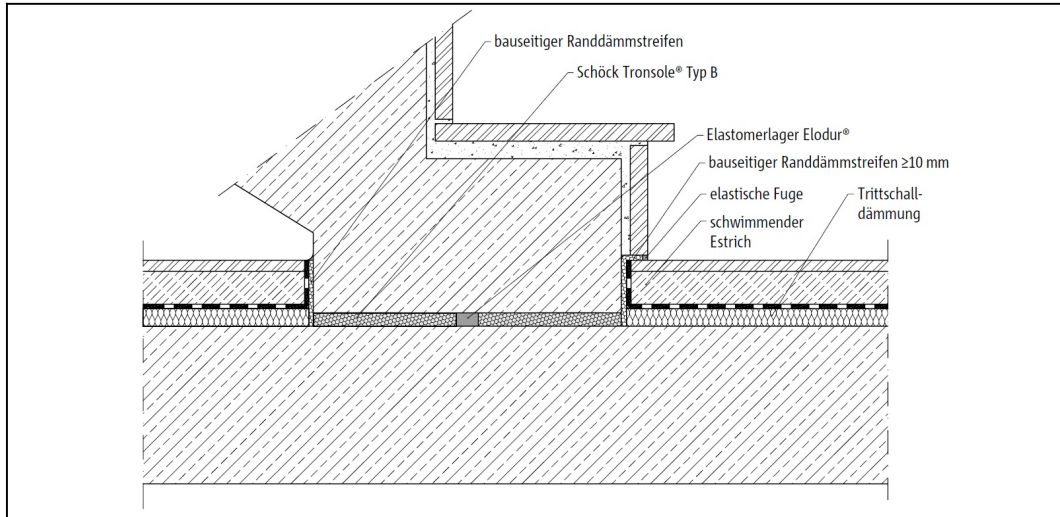 bauseitiger Randdämmstreifen
Schöck Tronsole® Typ B
Elastomerlager Elodur®
bauseitiger Randdämmstreifen ≥10 mm
elastische Fuge
Trittschall-
dämmung
schwimmender
Estrich